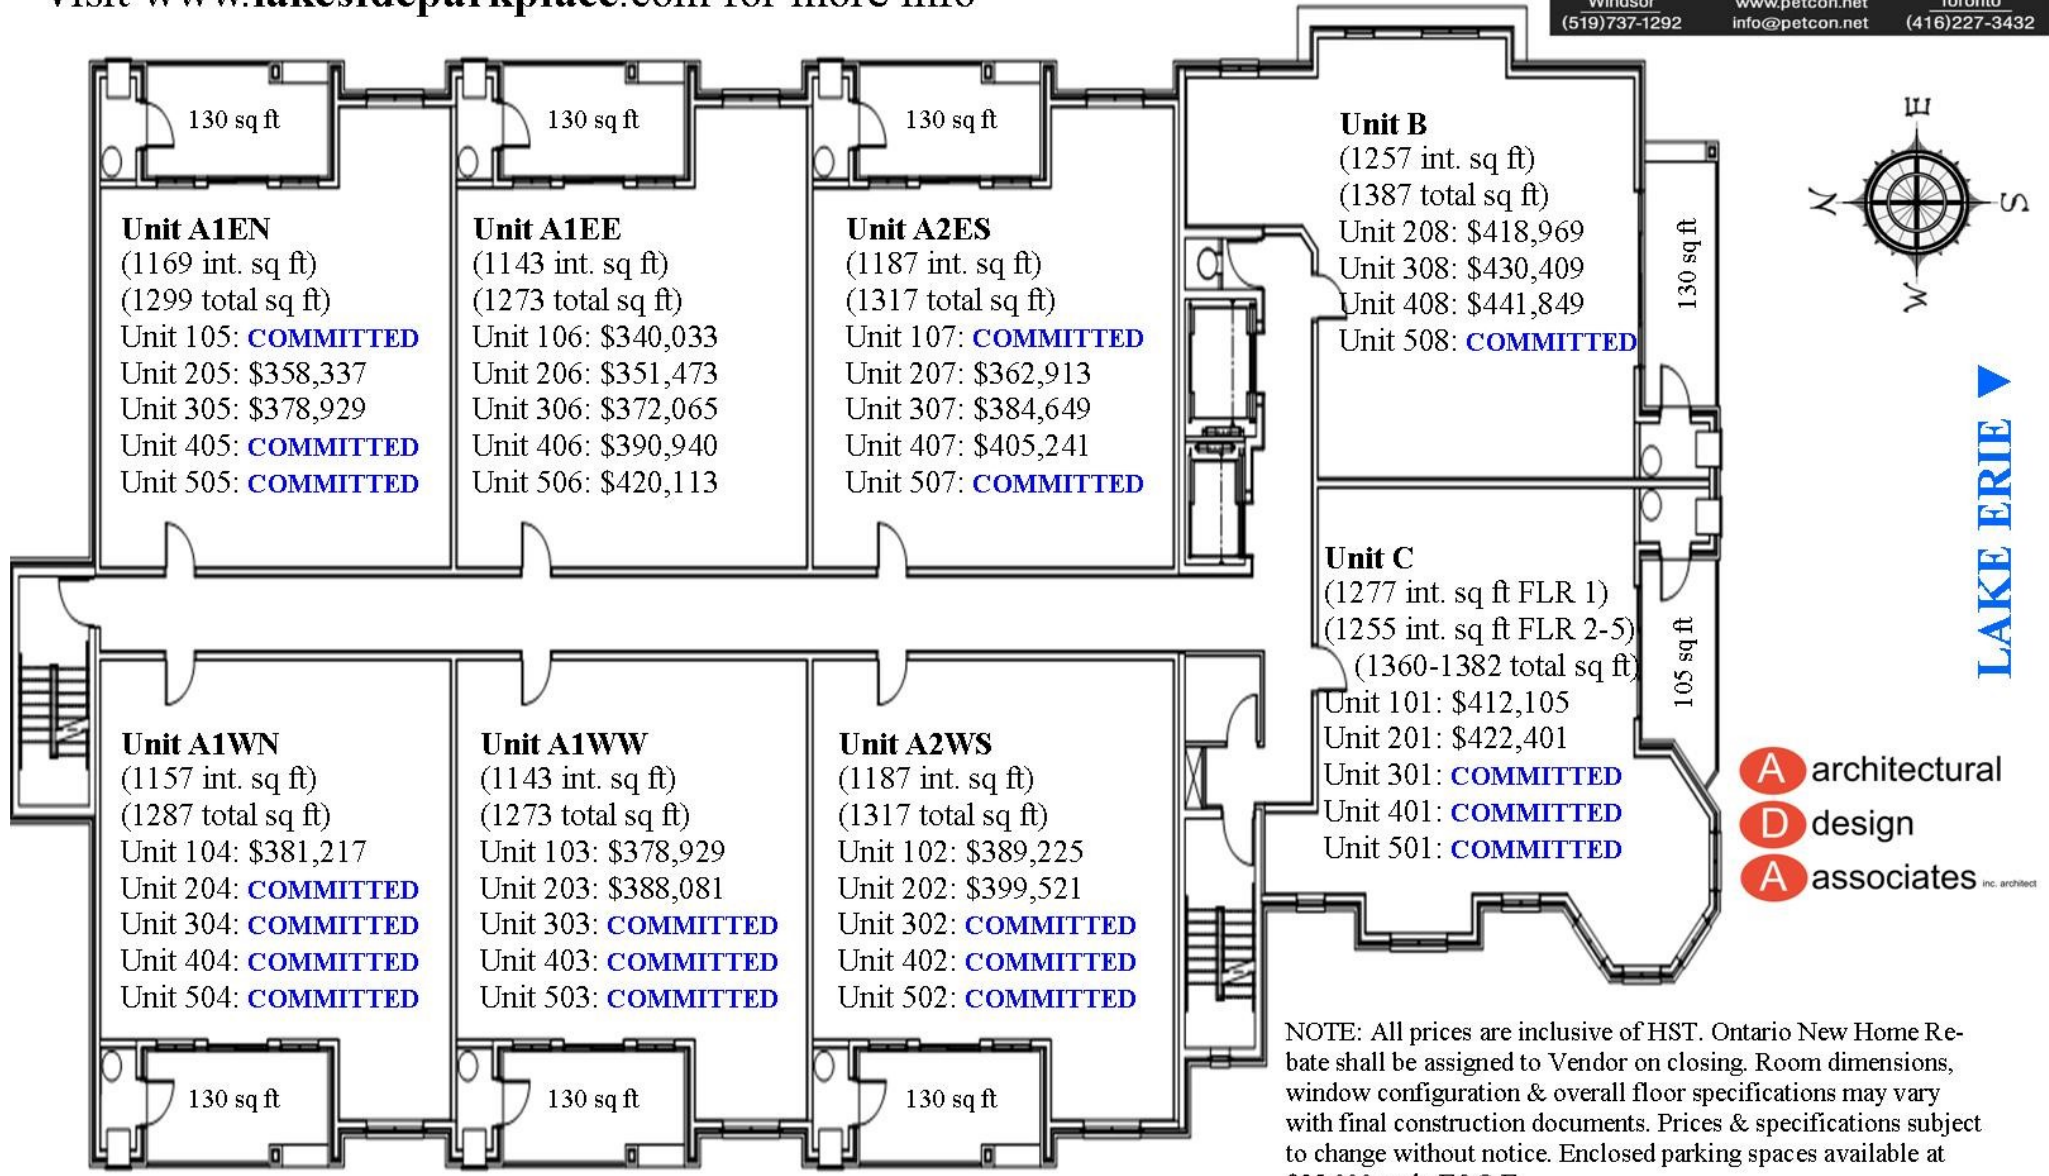 Visit www.lakesideparkplace.com for more info
Windsor www.petcon.net Toronto
(519)737-1292 info@petcon.net (416)227-3432
130 sq ft
130 sq ft
130 sq ft
Unit A1EN
(1169 int. sq ft)
(1299 total sq ft)
Unit 105: COMMITTED
Unit 205: $358,337
Unit 305: $378,929
Unit 405: COMMITTED
Unit 505: COMMITTED
Unit A1EE
(1143 int. sq ft)
(1273 total sq ft)
Unit 106: $340,033
Unit 206: $351,473
Unit 306: $372,065
Unit 406: $390,940
Unit 506: $420,113
Unit A2ES
(1187 int. sq ft)
(1317 total sq ft)
Unit 107: COMMITTED
Unit 207: $362,913
Unit 307: $384,649
Unit 407: $405,241
Unit 507: COMMITTED
Unit B
(1257 int. sq ft)
(1387 total sq ft)
Unit 208: $418,969
Unit 308: $430,409
Unit 408: $441,849
Unit 508: COMMITTED
130 sq ft
E
N
S
W
LAKE ERIE
Unit C
(1277 int. sq ft FLR 1)
(1255 int. sq ft FLR 2-5)
(1360-1382 total sq ft)
Unit 101: $412,105
Unit 201: $422,401
Unit 301: COMMITTED
Unit 401: COMMITTED
Unit 501: COMMITTED
105 sq ft
Unit A1WN
(1157 int. sq ft)
(1287 total sq ft)
Unit 104: $381,217
Unit 204: COMMITTED
Unit 304: COMMITTED
Unit 404: COMMITTED
Unit 504: COMMITTED
Unit A1WW
(1143 int. sq ft)
(1273 total sq ft)
Unit 103: $378,929
Unit 203: $388,081
Unit 303: COMMITTED
Unit 403: COMMITTED
Unit 503: COMMITTED
Unit A2WS
(1187 int. sq ft)
(1317 total sq ft)
Unit 102: $389,225
Unit 202: $399,521
Unit 302: COMMITTED
Unit 402: COMMITTED
Unit 502: COMMITTED
130 sq ft
130 sq ft
130 sq ft
A architectural
D design
A associates inc. architect
NOTE: All prices are inclusive of HST. Ontario New Home Re-
bate shall be assigned to Vendor on closing. Room dimensions,
window configuration & overall floor specifications may vary
with final construction documents. Prices & specifications subject
to change without notice. Enclosed parking spaces available at